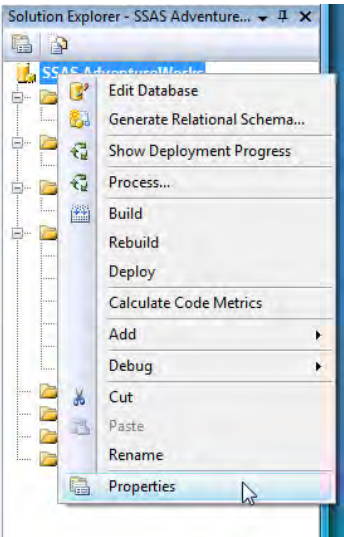 Solution Explorer - SSAS Adventure...
SSAS AdventureWorks
Edit Database
Generate Relational Schema...
Show Deployment Progress
Process...
Build
Rebuild
Deploy
Calculate Code Metrics
Add
Debug
Cut
Paste
Rename
Properties